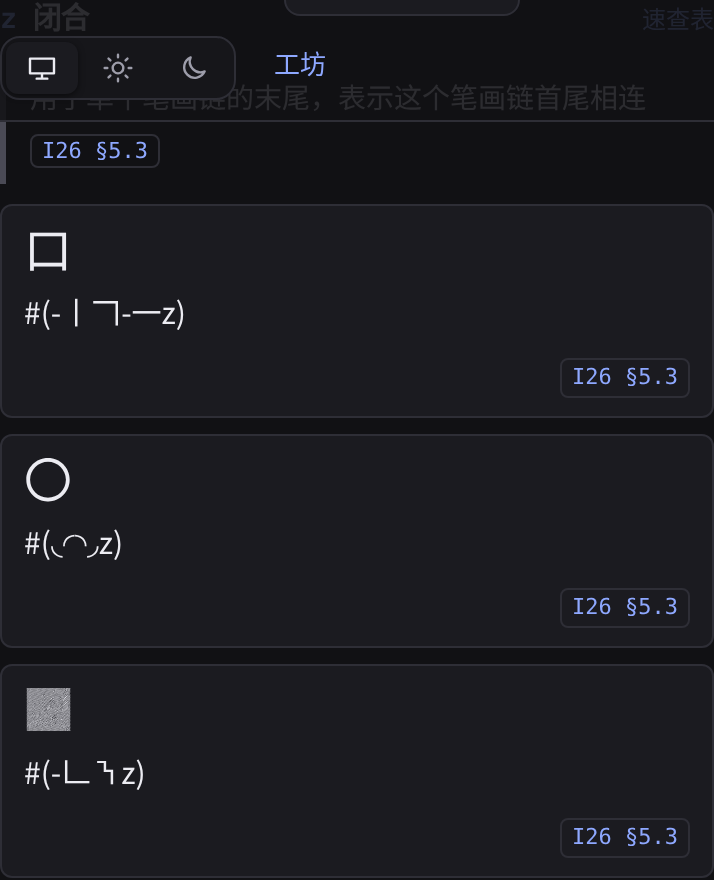 z 闭合
速查表
工坊
用于单个笔画链的末尾，表示这个笔画链首尾相连
I26 §5.3
口
#(-丨𠃍-一z)
I26 §5.3
〇
#(◟◠◞z)
I26 §5.3
#(-𠃊㇅z)
I26 §5.3